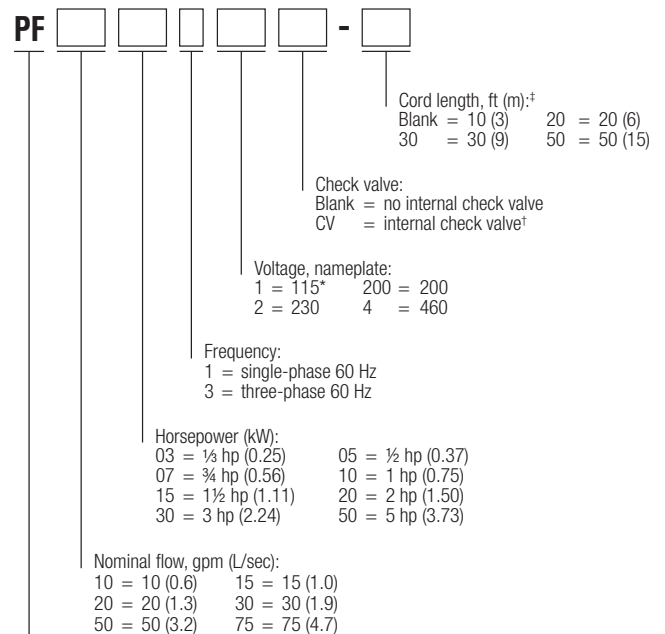 PF -
Cord length, ft (m):‡
Blank = 10 (3) 20 = 20 (6)
30 = 30 (9) 50 = 50 (15)
Check valve:
Blank = no internal check valve
CV = internal check valve†
Voltage, nameplate:
1 = 115* 200 = 200
2 = 230 4 = 460
Frequency:
1 = single-phase 60 Hz
3 = three-phase 60 Hz
Horsepower (kW):
03 = ⅓ hp (0.25) 05 = ½ hp (0.37)
07 = ¾ hp (0.56) 10 = 1 hp (0.75)
15 = 1½ hp (1.11) 20 = 2 hp (1.50)
30 = 3 hp (2.24) 50 = 5 hp (3.73)
Nominal flow, gpm (L/sec):
10 = 10 (0.6) 15 = 15 (1.0)
20 = 20 (1.3) 30 = 30 (1.9)
50 = 50 (3.2) 75 = 75 (4.7)